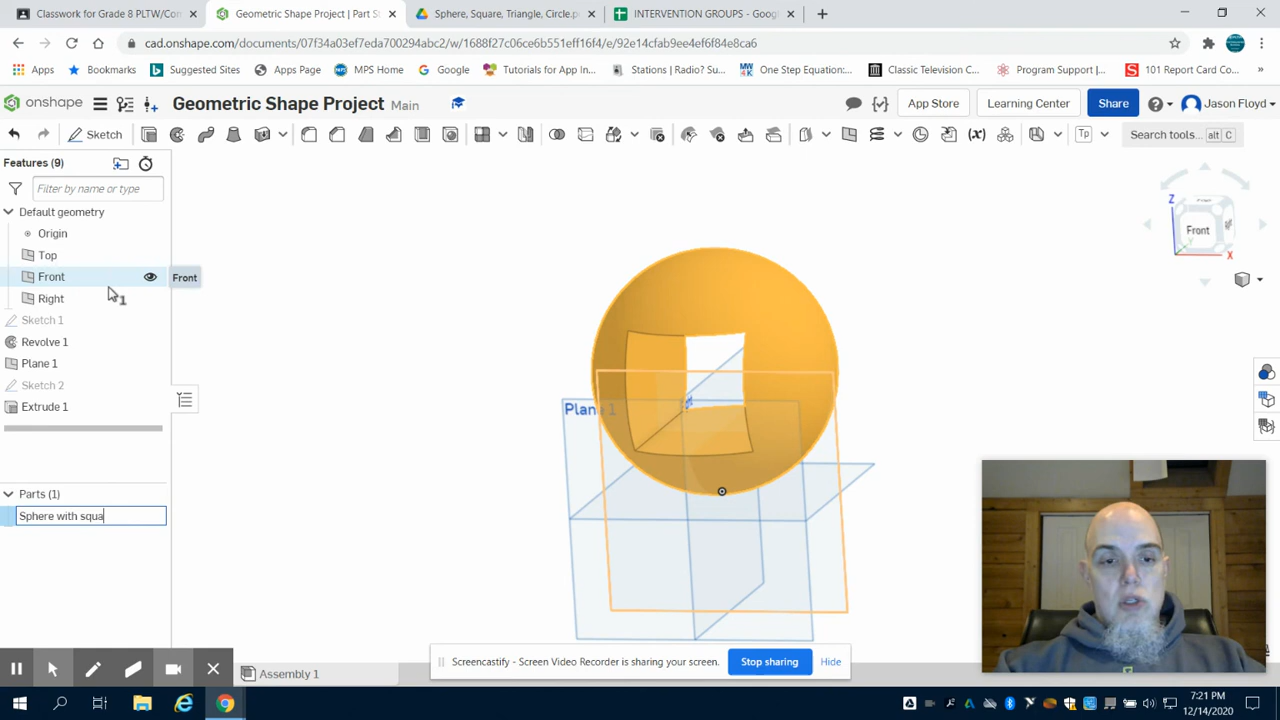 Classwork for Grade 8 PLTW/Con
Geometric Shape Project | Part S
Sphere, Square, Triangle, Circle.p
INTERVENTION GROUPS - Goog
cad.onshape.com/documents/07f34a03ef7eda700294abc2/w/1688f27c06ce6b551eff16f4/e/92e14cfab9ee4ef6f84e8ca6
Apps
Bookmarks
Suggested Sites
Apps Page
MPS Home
Google
Tutorials for App In...
Stations | Radio? Su...
One Step Equation:...
Classic Television C...
Program Support |...
101 Report Card Co...
»
onshape
Geometric Shape Project
Main
App Store
Learning Center
Share
Jason Floyd
Sketch
(x)
Tp
Search tools...
alt
C
Features (9)
Filter by name or type
Default geometry
Origin
Top
Front
Front
Right
Sketch 1
Revolve 1
Plane 1
Sketch 2
Extrude 1
Parts (1)
Sphere with squa
Plane 1
Z
Front
Y
X
Screencastify - Screen Video Recorder is sharing your screen.
Stop sharing
Hide
Assembly 1
7:21 PM
12/14/2020